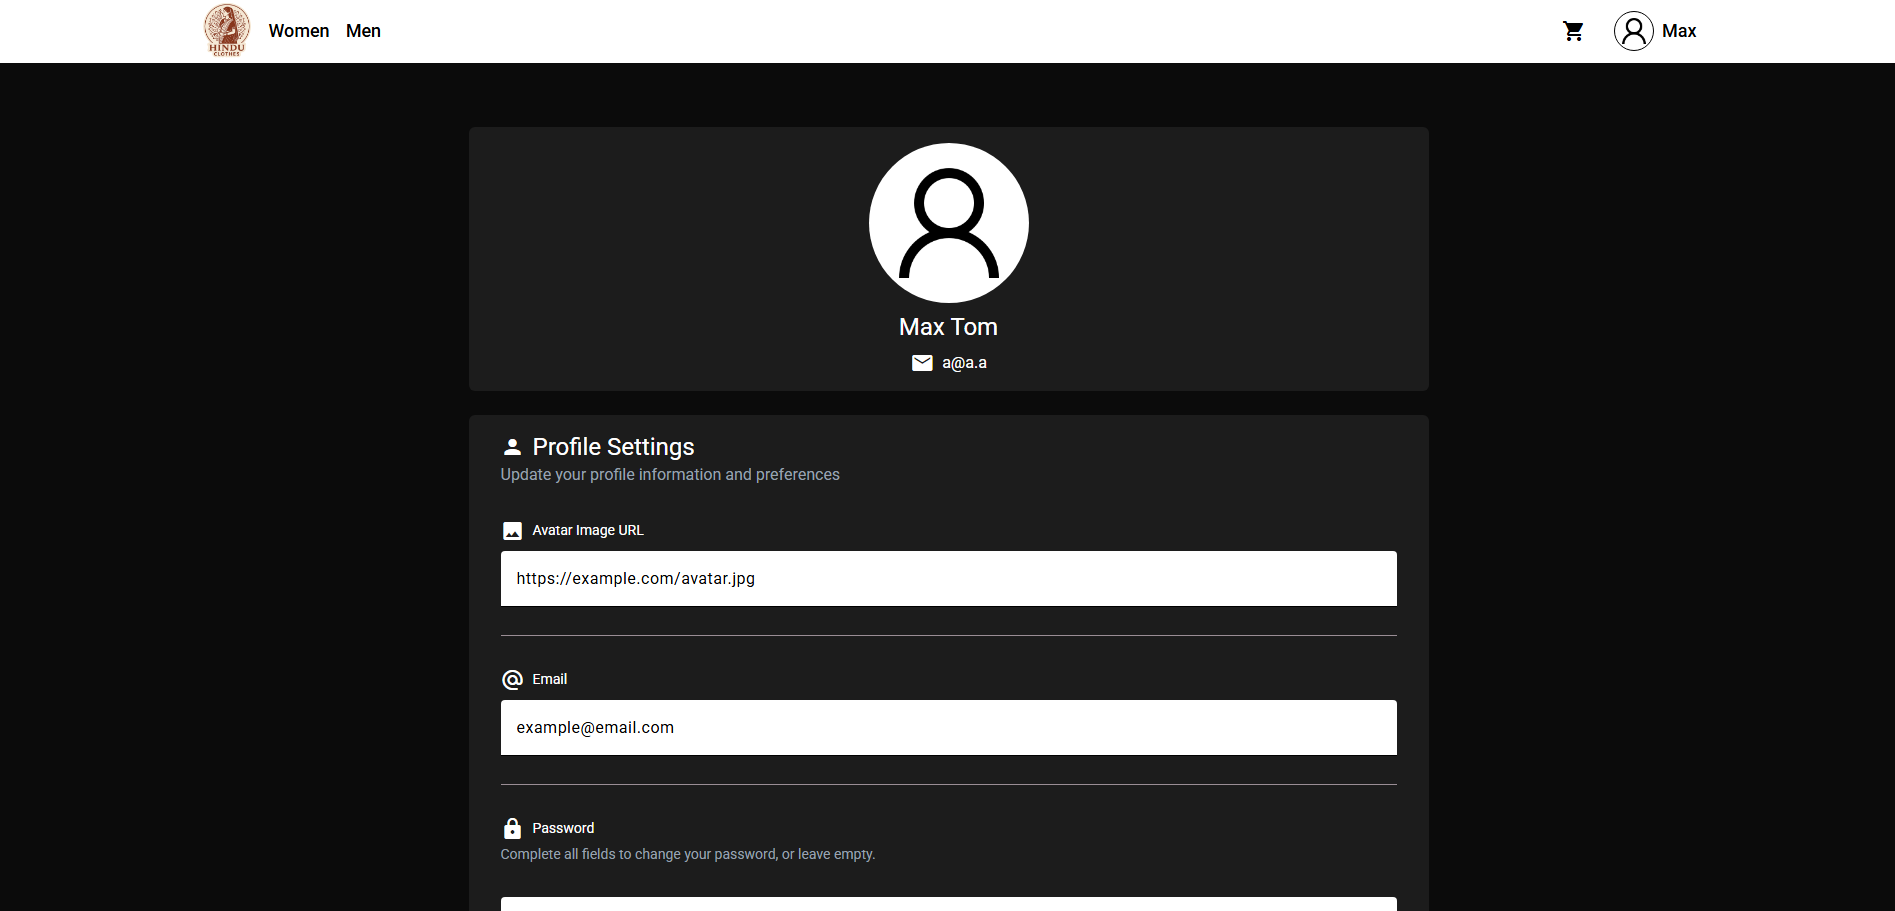 HINDU
CLOTHES
Women
Men
Max
Max Tom
a@a.a
Profile Settings
Update your profile information and preferences
Avatar Image URL
https://example.com/avatar.jpg
Email
example@email.com
Password
Complete all fields to change your password, or leave empty.